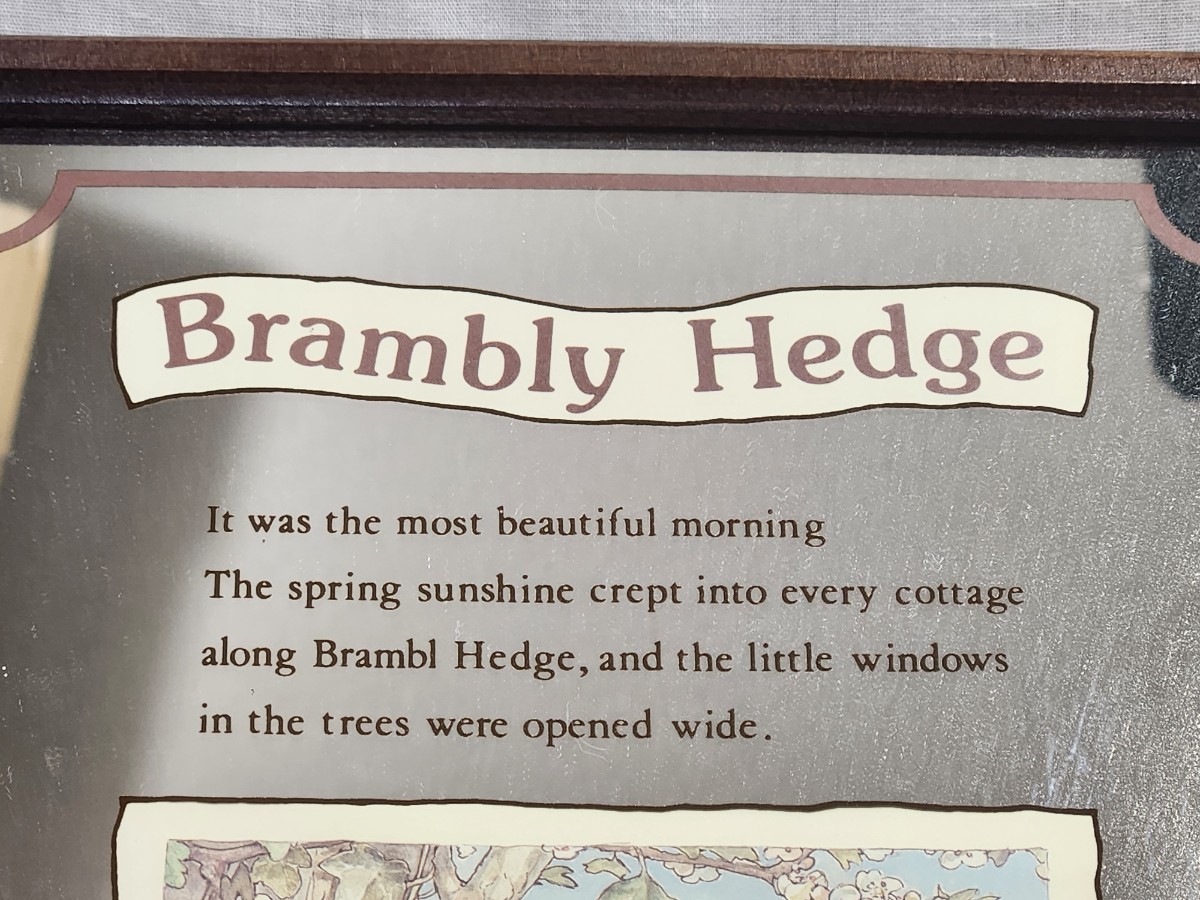 Brambly Hedge
It was the most beautiful morning
The spring sunshine crept into every cottage
along Brambl Hedge, and the little windows
in the trees were opened wide.